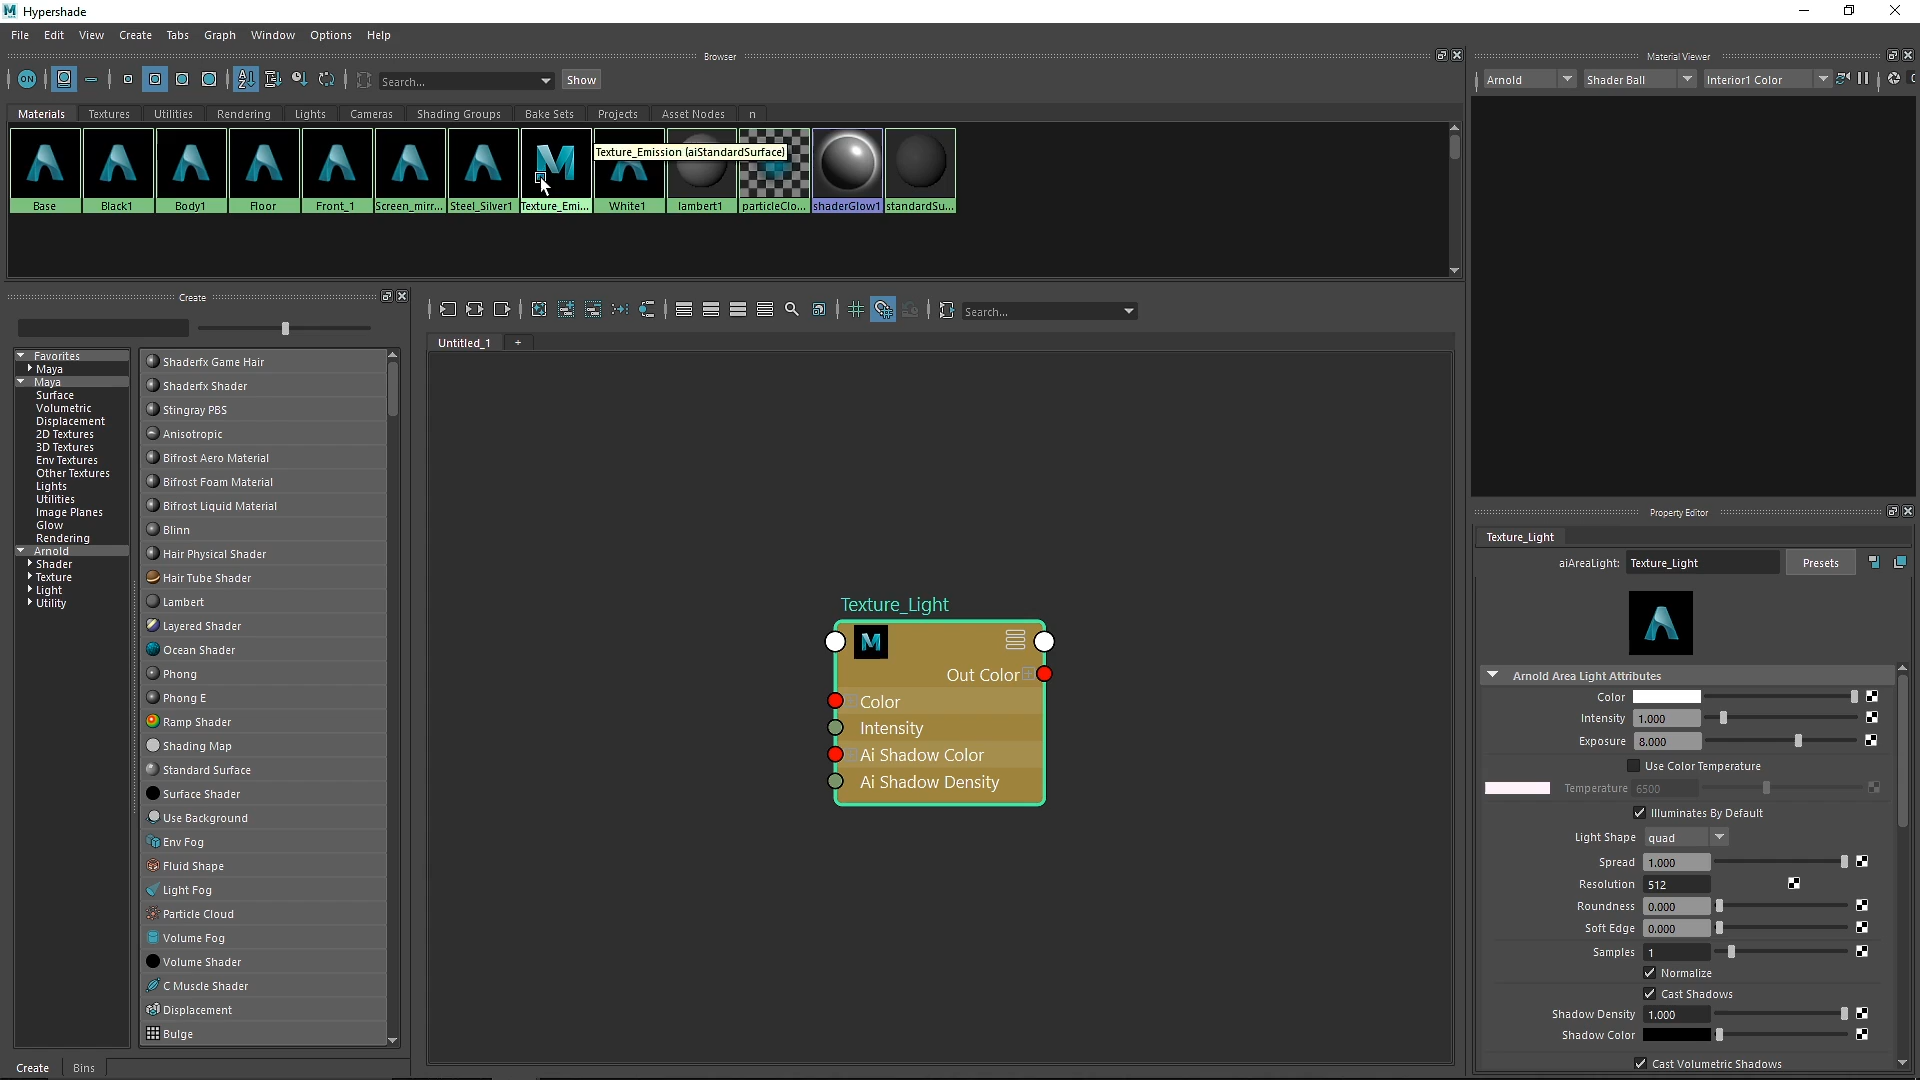 Hypershade
File Edit View Create Tabs Graph Window Options Help
Browser
ON Search... Show
Materials Textures Utilities Rendering Lights Cameras Shading Groups Bake Sets Projects Asset Nodes n
Texture_Emission (aiStandardSurface)
Base Black1 Body1 Floor Front_1 Screen_mirr... Steel_Silver1 Texture_Emi... White1 lambert1 particleClo... shaderGlow1 standardSu...
Create
Favorites
Maya
Maya
Surface
Volumetric
Displacement
2D Textures
3D Textures
Env Textures
Other Textures
Lights
Utilities
Image Planes
Glow
Rendering
Arnold
Shader
Texture
Light
Utility
Shaderfx Game Hair
Shaderfx Shader
Stingray PBS
Anisotropic
Bifrost Aero Material
Bifrost Foam Material
Bifrost Liquid Material
Blinn
Hair Physical Shader
Hair Tube Shader
Lambert
Layered Shader
Ocean Shader
Phong
Phong E
Ramp Shader
Shading Map
Standard Surface
Surface Shader
Use Background
Env Fog
Fluid Shape
Light Fog
Particle Cloud
Volume Fog
Volume Shader
C Muscle Shader
Displacement
Bulge
Create Bins
Search...
Untitled_1 +
Texture_Light
Out Color
Color
Intensity
Ai Shadow Color
Ai Shadow Density
Material Viewer
Arnold Shader Ball Interior1 Color
Property Editor
Texture_Light
aiAreaLight: Texture_Light Presets
Arnold Area Light Attributes
Color
Intensity 1.000
Exposure 8.000
Use Color Temperature
Temperature 6500
Illuminates By Default
Light Shape quad
Spread 1.000
Resolution 512
Roundness 0.000
Soft Edge 0.000
Samples 1
Normalize
Cast Shadows
Shadow Density 1.000
Shadow Color
Cast Volumetric Shadows